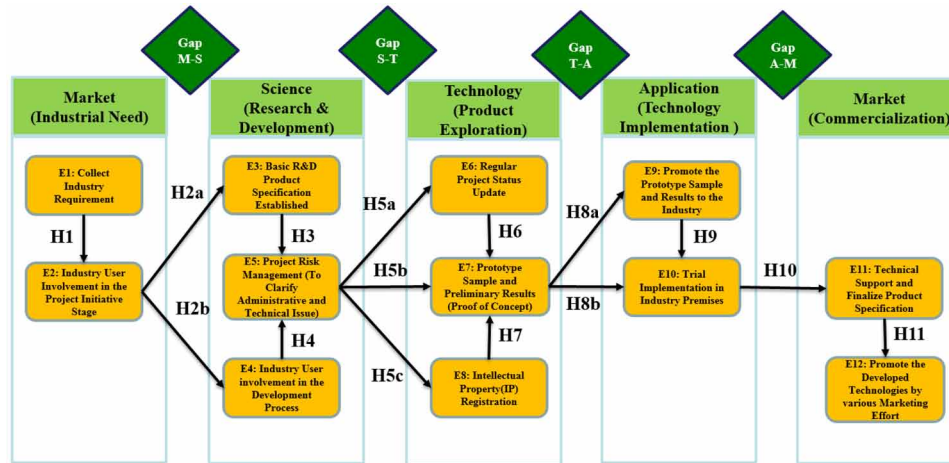 Gap
M-S
Gap
S-T
Gap
T-A
Gap
A-M
Market
(Industrial Need)
Science
(Research &
Development)
Technology
(Product
Exploration)
Application
(Technology
Implementation )
Market
(Commercialization)
E1: Collect
Industry
Requirement
H1
E2: Industry User
Involvement in the
Project Initiative
Stage
H2a
H2b
E3: Basic R&D
Product
Specification
Established
H3
E5: Project Risk
Management (To
Clarify
Administrative and
Technical Issue)
H4
E4: Industry User
involvement in the
Development
Process
H5a
H5b
H5c
E6: Regular
Project Status
Update
H6
E7: Prototype
Sample and
Preliminary Results
(Proof of Concept)
H7
E8: Intellectual
Property(IP)
Registration
H8a
H8b
E9: Promote the
Prototype Sample
and Results to the
Industry
H9
E10: Trial
Implementation in
Industry Premises
H10
E11: Technical
Support and
Finalize Product
Specification
H11
E12: Promote the
Developed
Technologies by
various Marketing
Effort